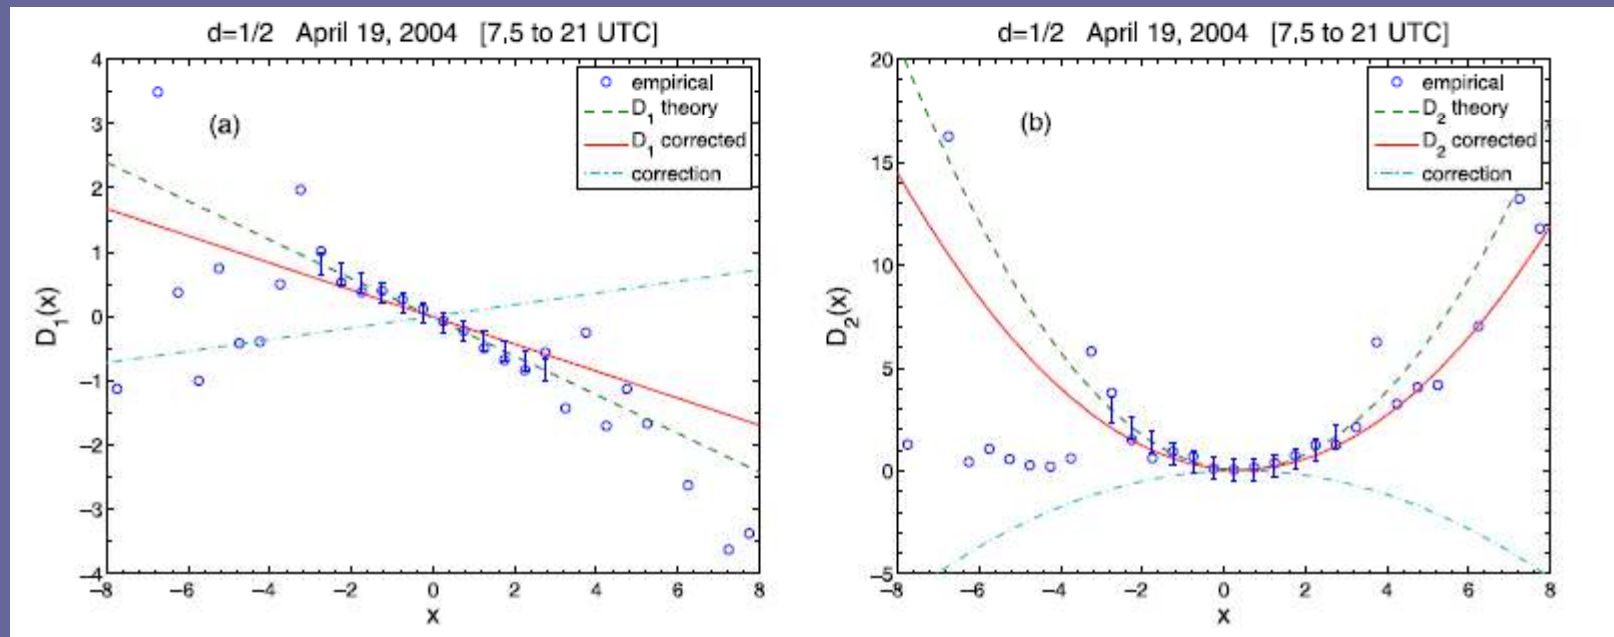 d=1/2 April 19, 2004 [7,5 to 21 UTC]
(a)
empirical
D1 theory
D1 corrected
correction
D1(x)
4
3
2
1
0
−1
−2
−3
−4
−8 −6 −4 −2 0 2 4 6 8
x
d=1/2 April 19, 2004 [7,5 to 21 UTC]
(b)
empirical
D2 theory
D2 corrected
correction
D2(x)
20
15
10
5
0
−5
−8 −6 −4 −2 0 2 4 6 8
x